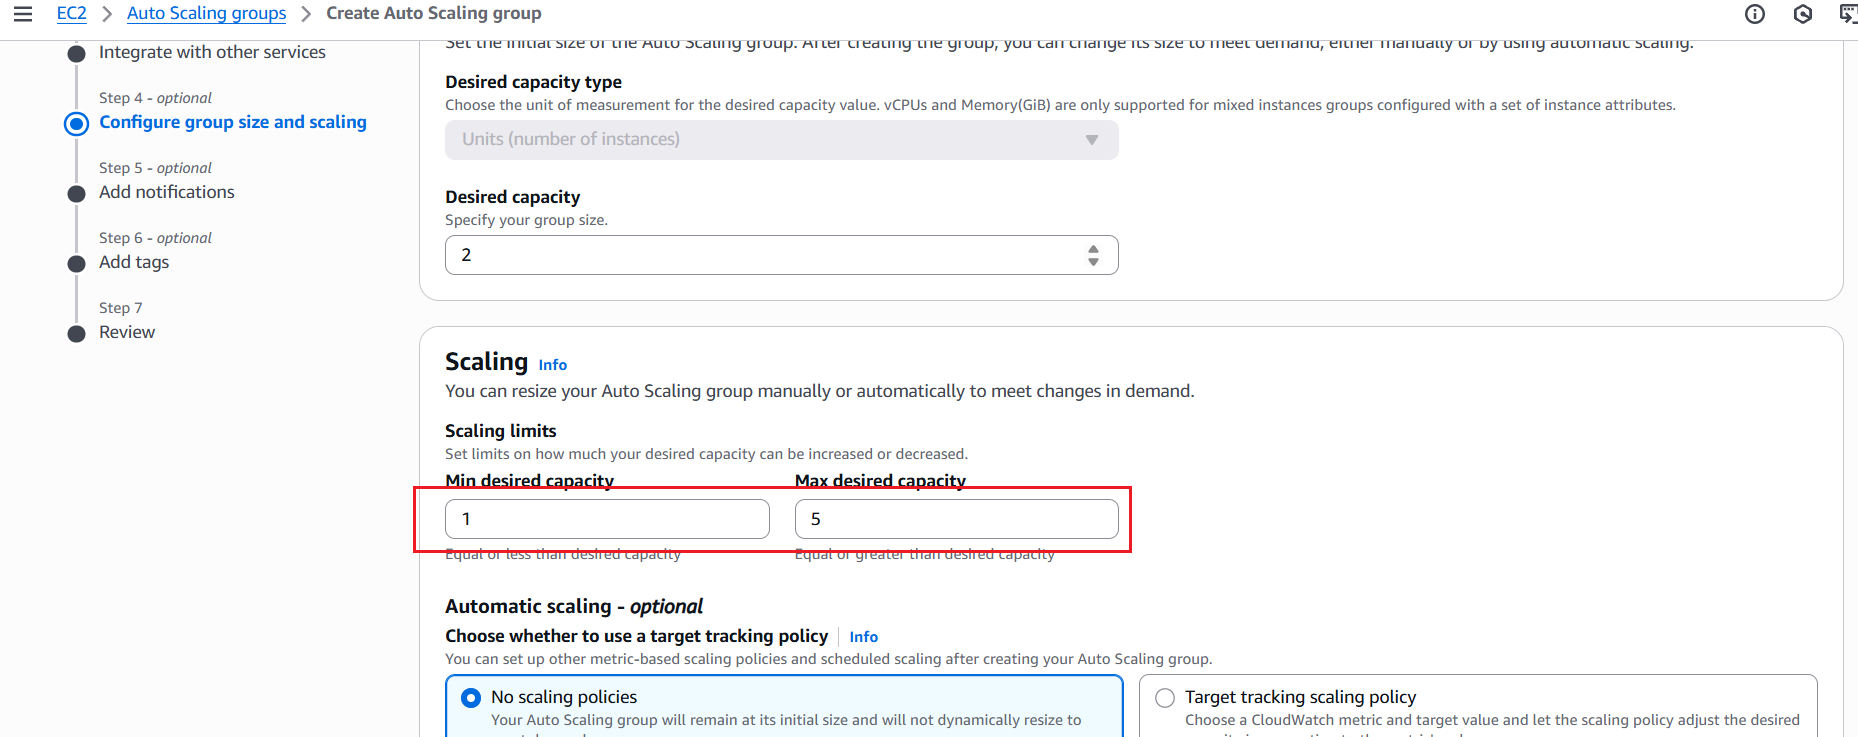 EC2 > Auto Scaling groups > Create Auto Scaling group
Integrate with other services
Step 4 - optional
Configure group size and scaling
Step 5 - optional
Add notifications
Step 6 - optional
Add tags
Step 7
Review
Set the initial size of the Auto Scaling group. After creating the group, you can change its size to meet demand, either manually or by using automatic scaling.
Desired capacity type
Choose the unit of measurement for the desired capacity value. vCPUs and Memory(GiB) are only supported for mixed instances groups configured with a set of instance attributes.
Units (number of instances)
Desired capacity
Specify your group size.
2
Scaling Info
You can resize your Auto Scaling group manually or automatically to meet changes in demand.
Scaling limits
Set limits on how much your desired capacity can be increased or decreased.
Min desired capacity
1
Equal or less than desired capacity
Max desired capacity
5
Equal or greater than desired capacity
Automatic scaling - optional
Choose whether to use a target tracking policy Info
You can set up other metric-based scaling policies and scheduled scaling after creating your Auto Scaling group.
No scaling policies
Your Auto Scaling group will remain at its initial size and will not dynamically resize to
Target tracking scaling policy
Choose a CloudWatch metric and target value and let the scaling policy adjust the desired